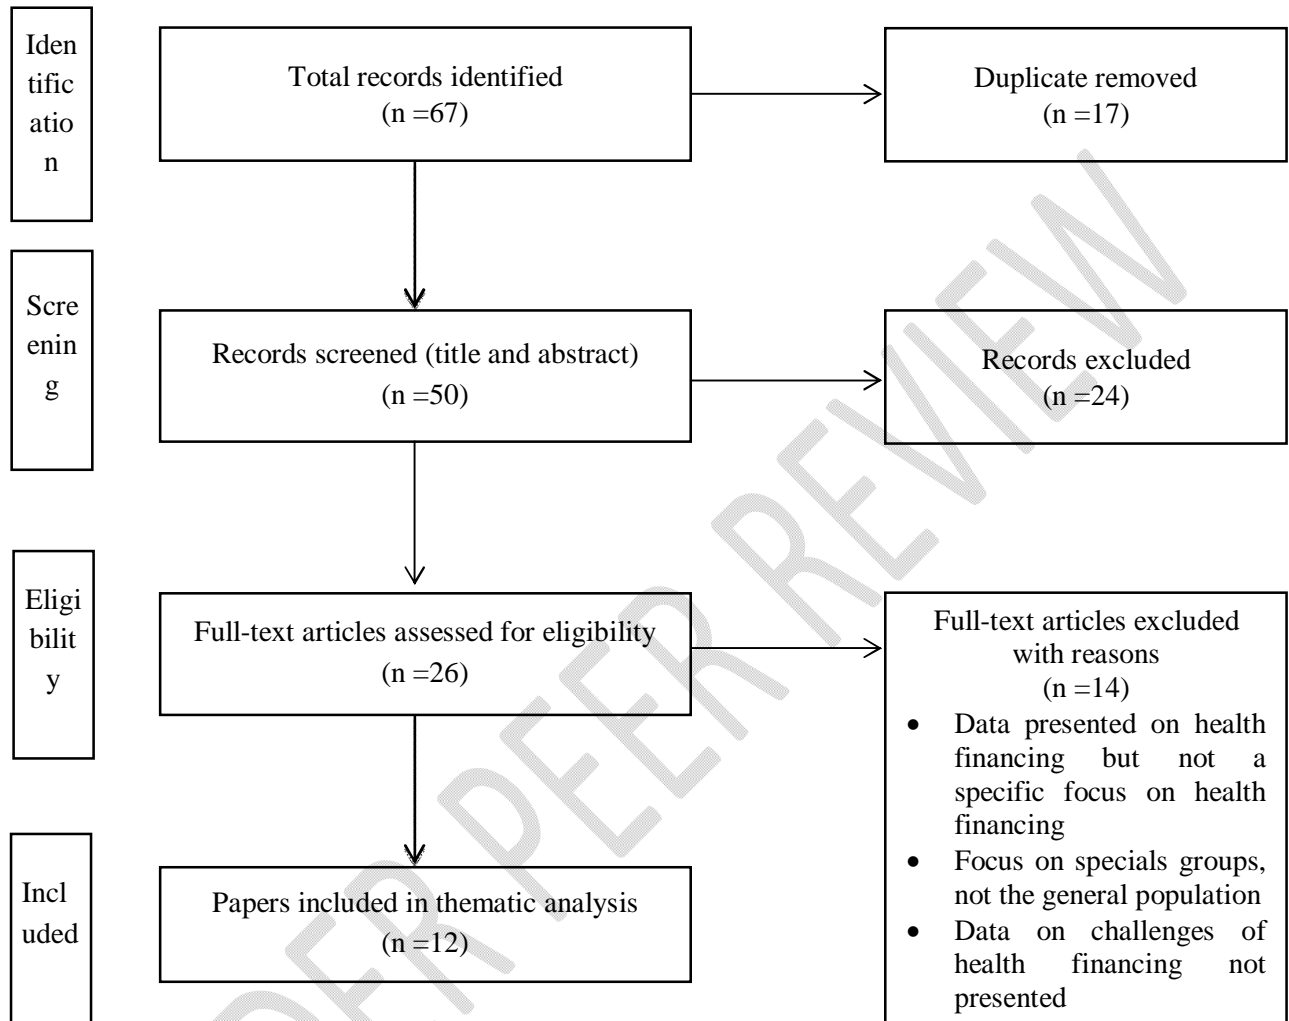 Iden
tific
atio
n
Total records identified
(n =67)
Duplicate removed
(n =17)
Scre
enin
g
Records screened (title and abstract)
(n =50)
Records excluded
(n =24)
Eligi
bilit
y
Full-text articles assessed for eligibility
(n =26)
Full-text articles excluded
with reasons
(n =14)
• Data presented on health
financing but not a
specific focus on health
financing
• Focus on specials groups,
not the general population
• Data on challenges of
health financing not
presented
Incl
uded
Papers included in thematic analysis
(n =12)
PEER REVIEW